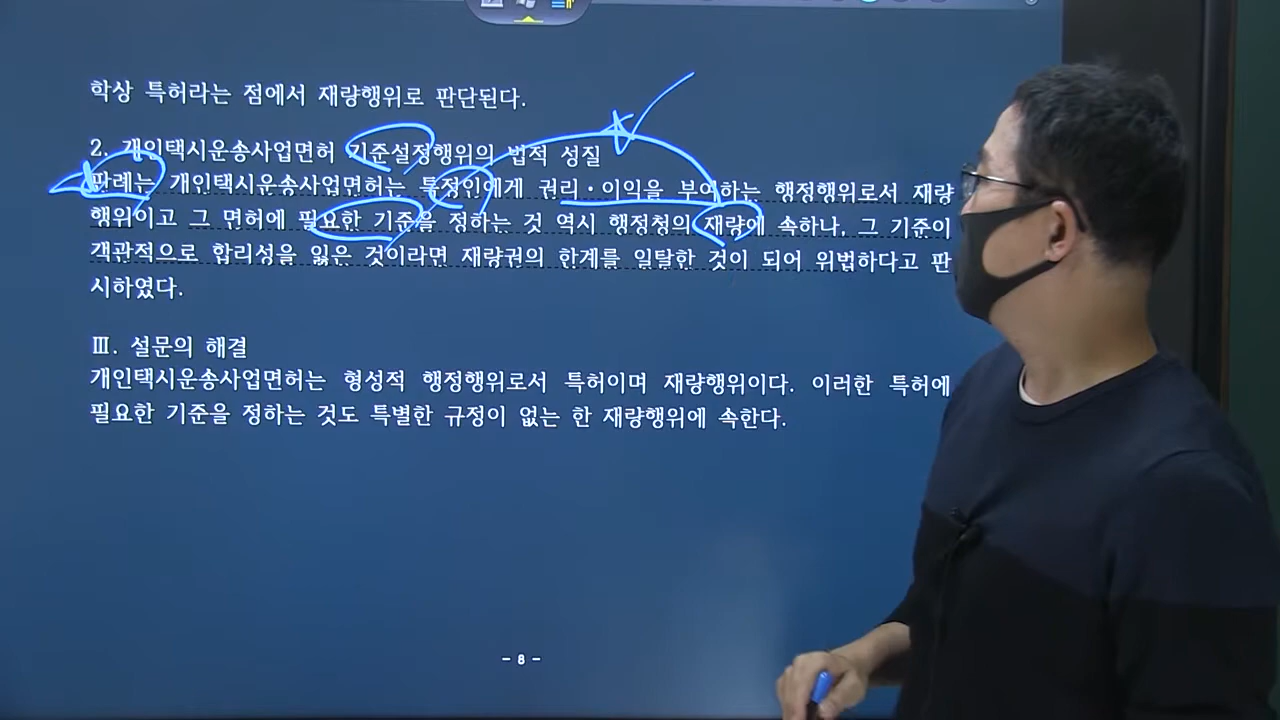 학상 특허라는 점에서 재량행위로 판단된다.
2. 개인택시운송사업면허 기준설정행위의 법적 성질
판례는 개인택시운송사업면허는 특정인에게 권리·이익을 부여하는 행정행위로서 재량
행위이고 그 면허에 필요한 기준을 정하는 것 역시 행정청의 재량에 속하나, 그 기준이
객관적으로 합리성을 잃은 것이라면 재량권의 한계를 일탈한 것이 되어 위법하다고 판
시하였다.
Ⅲ. 설문의 해결
개인택시운송사업면허는 형성적 행정행위로서 특허이며 재량행위이다. 이러한 특허에
필요한 기준을 정하는 것도 특별한 규정이 없는 한 재량행위에 속한다.
- 8 -